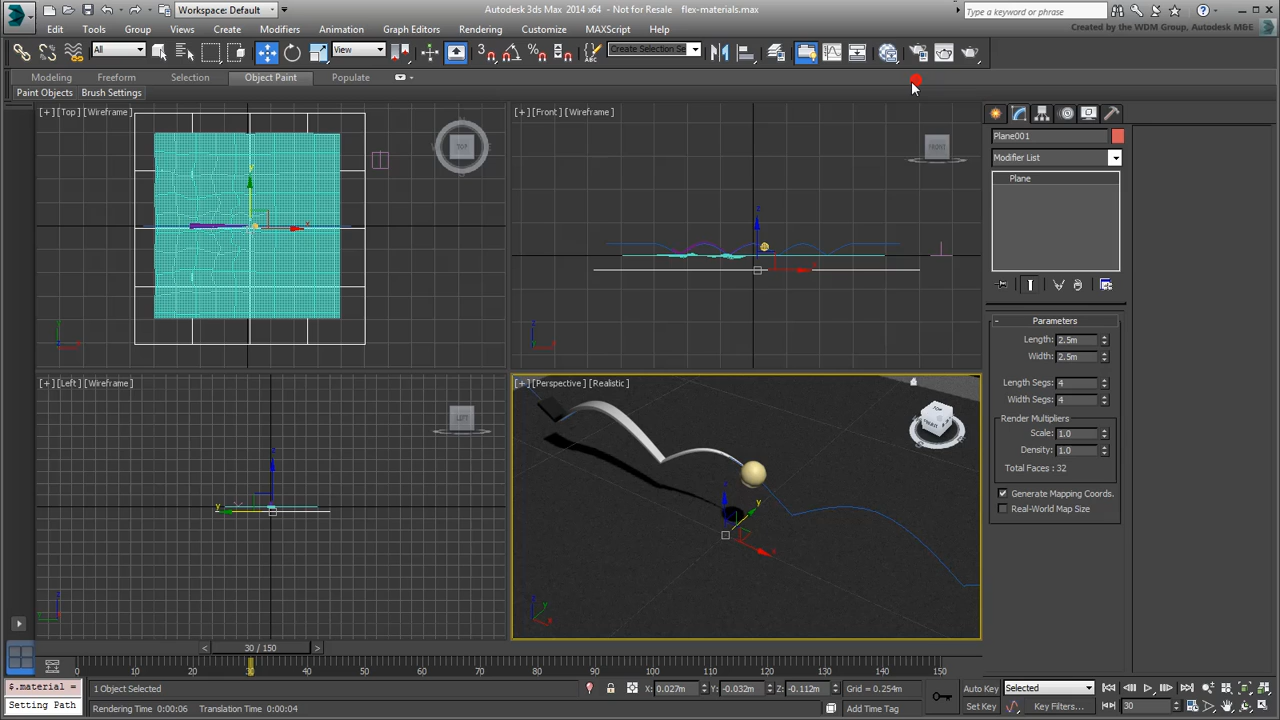 Workspace: Default
Autodesk 3ds Max 2014 x64 - Not for Resale flex-materials.max
Type a keyword or phrase
Edit Tools Group Views Create Modifiers Animation Graph Editors Rendering Customize MAXScript Help
Created by the WDM Team, Autodesk M&E
All
View
Create Selection Se
Modeling Freeform Selection Object Paint Populate
Paint Objects Brush Settings
[+] [Top] [Wireframe]
TOP
[+] [Front] [Wireframe]
FRONT
Plane001
Modifier List
Plane
Parameters
Length: 2.5m
Width: 2.5m
Length Segs: 4
Width Segs: 4
Render Multipliers
Scale: 1.0
Density: 1.0
Total Faces : 32
Generate Mapping Coords.
Real-World Map Size
[+] [Left] [Wireframe]
LEFT
[+] [Perspective] [Realistic]
TOP
30 / 150
0 10 20 30 40 50 60 70 80 90 100 110 120 130 140 150
$.material =
1 Object Selected
X: 0.027m
Y: -0.032m
Z: -0.112m
Grid = 0.254m
Auto Key
Selected
Setting Path
Rendering Time 0:00:06 Translation Time 0:00:04
Add Time Tag
Set Key
Key Filters...
30